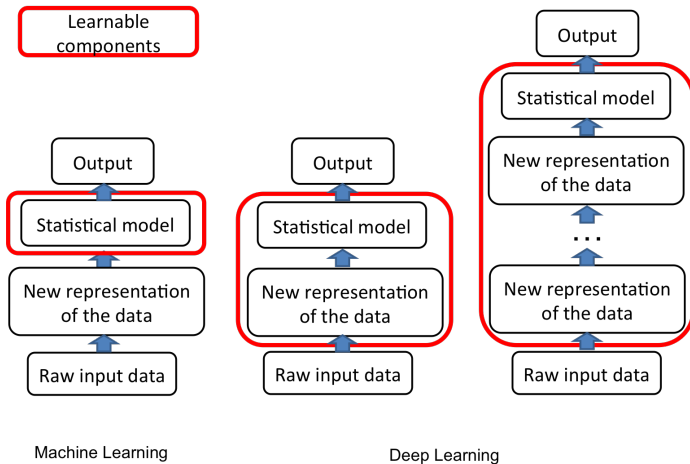 Learnable
components
Output
Statistical model
New representation
of the data
Raw input data
Machine Learning
Output
Statistical model
New representation
of the data
Raw input data
Output
Statistical model
New representation
of the data
...
New representation
of the data
Raw input data
Deep Learning